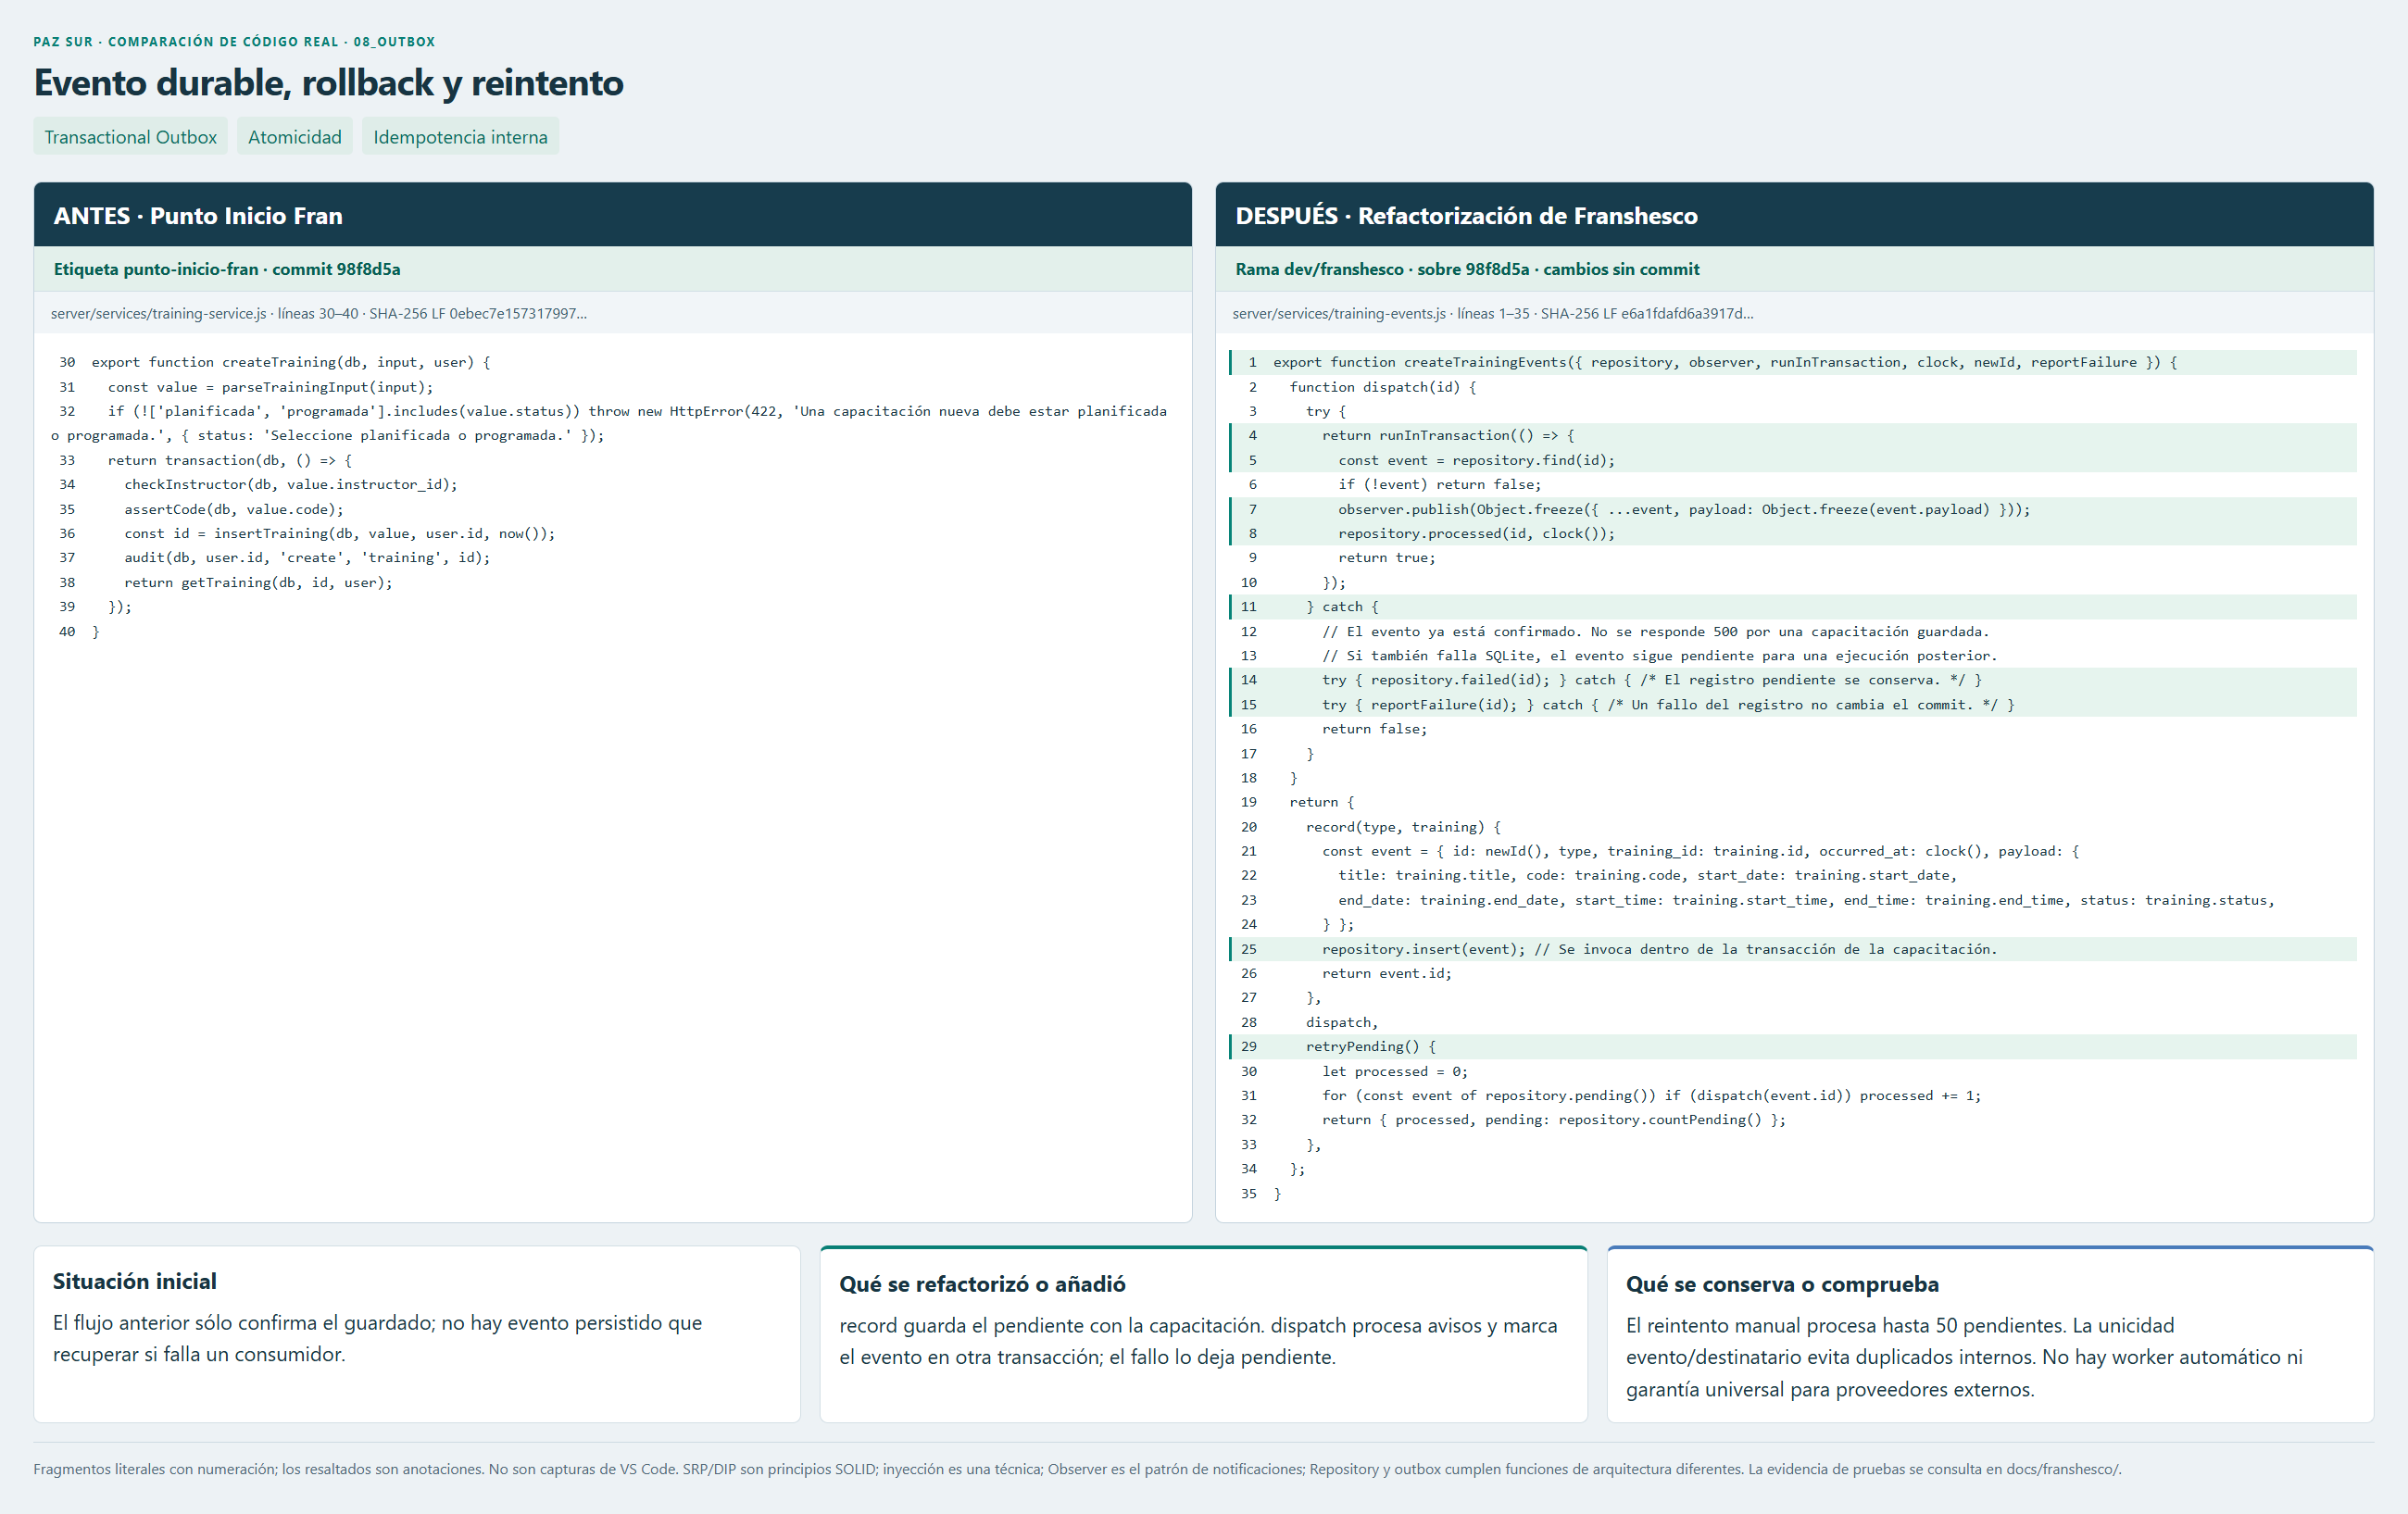 PAZ SUR · COMPARACIÓN DE CÓDIGO REAL · 08_OUTBOX
Evento durable, rollback y reintento
Transactional Outbox
Atomicidad
Idempotencia interna
ANTES · Punto Inicio Fran
Etiqueta punto-inicio-fran · commit 98f8d5a
server/services/training-service.js · líneas 30–40 · SHA-256 LF 0ebec7e157317997…
30 export function createTraining(db, input, user) {
31   const value = parseTrainingInput(input);
32   if (!['planificada', 'programada'].includes(value.status)) throw new HttpError(422, 'Una capacitación nueva debe estar planificada
o programada.', { status: 'Seleccione planificada o programada.' });
33   return transaction(db, () => {
34     checkInstructor(db, value.instructor_id);
35     assertCode(db, value.code);
36     const id = insertTraining(db, value, user.id, now());
37     audit(db, user.id, 'create', 'training', id);
38     return getTraining(db, id, user);
39   });
40 }
DESPUÉS · Refactorización de Franshesco
Rama dev/franshesco · sobre 98f8d5a · cambios sin commit
server/services/training-events.js · líneas 1–35 · SHA-256 LF e6a1fdafd6a3917d…
1 export function createTrainingEvents({ repository, observer, runInTransaction, clock, newId, reportFailure }) {
2   function dispatch(id) {
3     try {
4       return runInTransaction(() => {
5         const event = repository.find(id);
6         if (!event) return false;
7         observer.publish(Object.freeze({ ...event, payload: Object.freeze(event.payload) }));
8         repository.processed(id, clock());
9         return true;
10       });
11     } catch {
12       // El evento ya está confirmado. No se responde 500 por una capacitación guardada.
13       // Si también falla SQLite, el evento sigue pendiente para una ejecución posterior.
14       try { repository.failed(id); } catch { /* El registro pendiente se conserva. */ }
15       try { reportFailure(id); } catch { /* Un fallo del registro no cambia el commit. */ }
16       return false;
17     }
18   }
19   return {
20     record(type, training) {
21       const event = { id: newId(), type, training_id: training.id, occurred_at: clock(), payload: {
22         title: training.title, code: training.code, start_date: training.start_date,
23         end_date: training.end_date, start_time: training.start_time, end_time: training.end_time, status: training.status,
24       } };
25       repository.insert(event); // Se invoca dentro de la transacción de la capacitación.
26       return event.id;
27     },
28     dispatch,
29     retryPending() {
30       let processed = 0;
31       for (const event of repository.pending()) if (dispatch(event.id)) processed += 1;
32       return { processed, pending: repository.countPending() };
33     },
34   };
35 }
Situación inicial
El flujo anterior sólo confirma el guardado; no hay evento persistido que
recuperar si falla un consumidor.
Qué se refactorizó o añadió
record guarda el pendiente con la capacitación. dispatch procesa avisos y marca
el evento en otra transacción; el fallo lo deja pendiente.
Qué se conserva o comprueba
El reintento manual procesa hasta 50 pendientes. La unicidad
evento/destinatario evita duplicados internos. No hay worker automático ni
garantía universal para proveedores externos.
Fragmentos literales con numeración; los resaltados son anotaciones. No son capturas de VS Code. SRP/DIP son principios SOLID; inyección es una técnica; Observer es el patrón de notificaciones; Repository y outbox cumplen funciones de arquitectura diferentes. La evidencia de pruebas se consulta en docs/franshesco/.